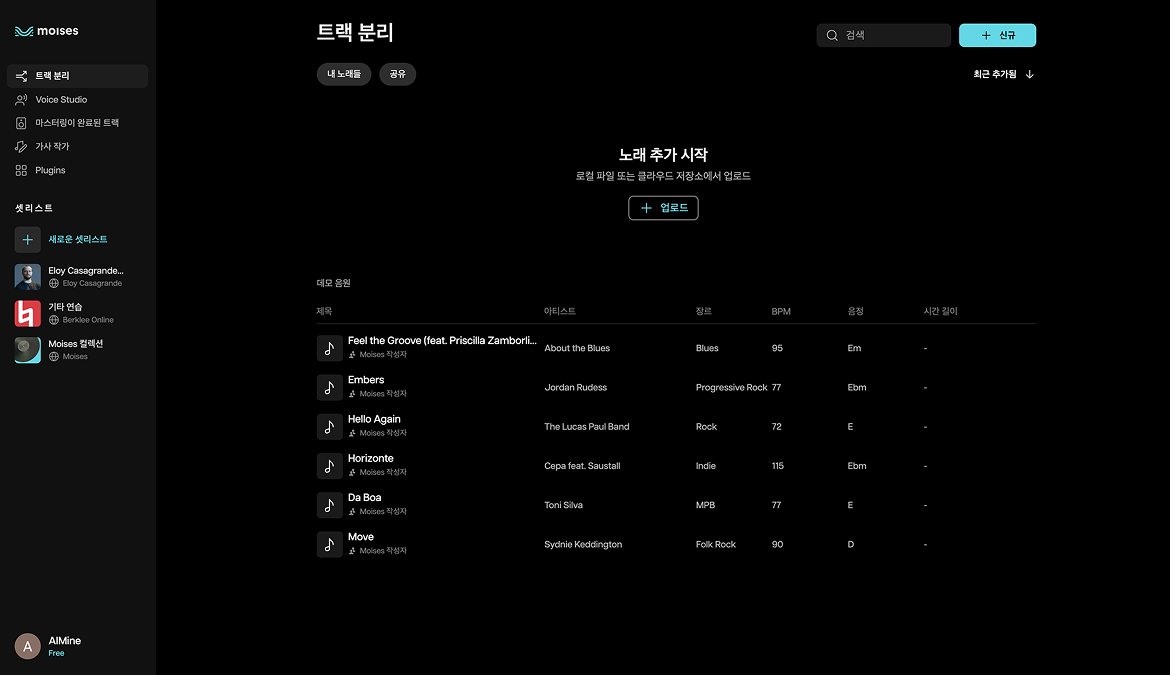 moises
트랙 분리
Voice Studio
마스터링이 완료된 트랙
가사 작가
Plugins
셋리스트
새로운 셋리스트
Eloy Casagrande...
Eloy Casagrande
기타 연습
Berklee Online
Moises 컬렉션
Moises
A
AIMine
Free
트랙 분리
검색
신규
내 노래들
공유
최근 추가됨
노래 추가 시작
로컬 파일 또는 클라우드 저장소에서 업로드
업로드
데모 음원
제목 아티스트 장르 BPM 음정 시간 길이
Feel the Groove (feat. Priscilla Zamborli...
Moises 작성자
About the Blues Blues 95 Em -
Embers
Moises 작성자
Jordan Rudess Progressive Rock 77 Ebm -
Hello Again
Moises 작성자
The Lucas Paul Band Rock 72 E -
Horizonte
Moises 작성자
Cepa feat. Saustall Indie 115 Ebm -
Da Boa
Moises 작성자
Toni Silva MPB 77 E -
Move
Moises 작성자
Sydnie Keddington Folk Rock 90 D -